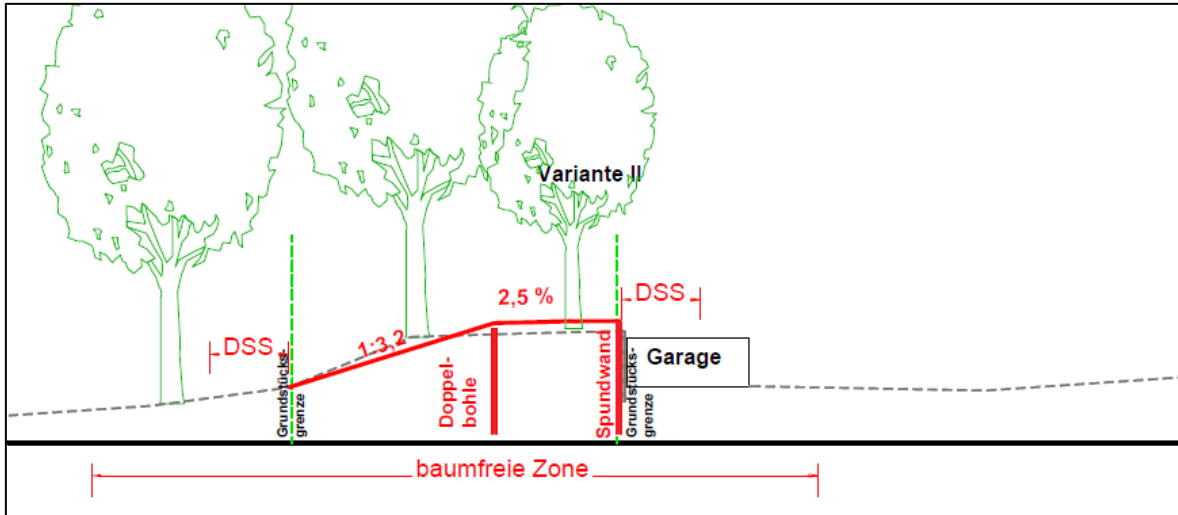 Variante II
2,5 %
DSS
DSS
1:3,2
Grundstücks-
grenze
Doppel-
bohle
Spundwand
Grundstücks-
grenze
Garage
baumfreie Zone